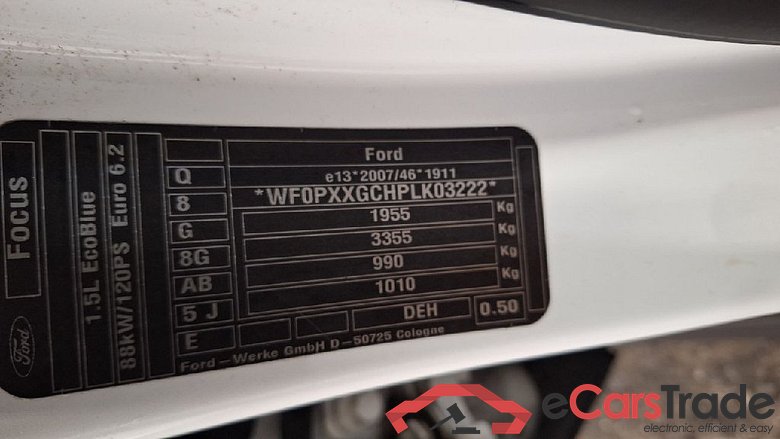 Ford
e13*2007/46*1911
*WF0PXXGCHPLK03222*
1955 Kg
3355 Kg
990 Kg
1010 Kg
DEH 0.50
Q
8
G
8G
AB
5 J
E
Ford – Werke GmbH D – 50725 Cologne
Focus
1.5L EcoBlue
88kW/120PS Euro 6.2
Ford
eCarsTrade
electronic, efficient & easy